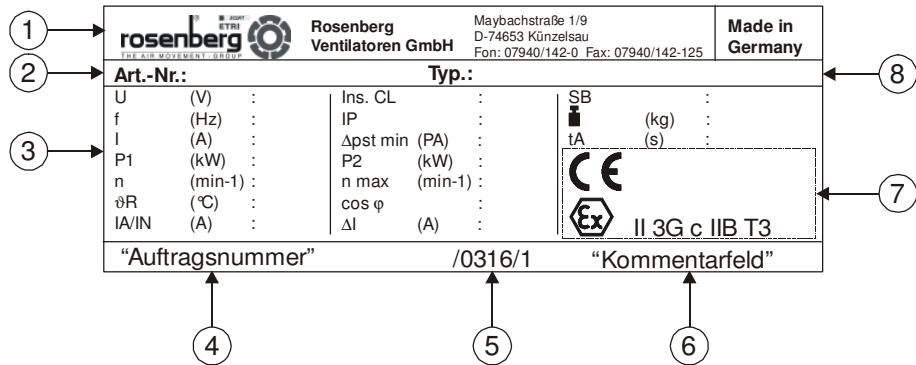 1
ECOFIT
ETRI
rosenberg
THE AIR MOVEMENT · GROUP
Rosenberg
Ventilatoren GmbH
Maybachstraße 1/9
D-74653 Künzelsau
Fon: 07940/142-0 Fax: 07940/142-125
Made in
Germany
2
Art.-Nr.:
Typ.:
8
3
U (V) :
f (Hz) :
I (A) :
P1 (kW) :
n (min-1) :
ϑR (°C) :
IA/IN (A) :
Ins. CL :
IP :
Δpst min (PA) :
P2 (kW) :
n max (min-1) :
cos φ :
ΔI (A) :
SB :
(kg) :
tA (s) :
CE
Ex
II 3G c IIB T3
7
"Auftragsnummer"
/0316/1
"Kommentarfeld"
4
5
6